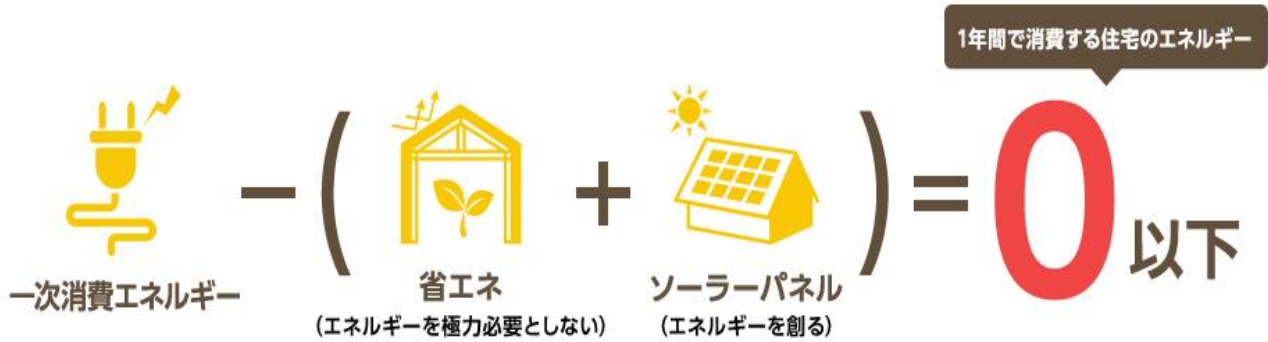 1年間で消費する住宅のエネルギー
一次消費エネルギー
−
(
省エネ
(エネルギーを極力必要としない)
+
ソーラーパネル
(エネルギーを創る)
)
=
0以下